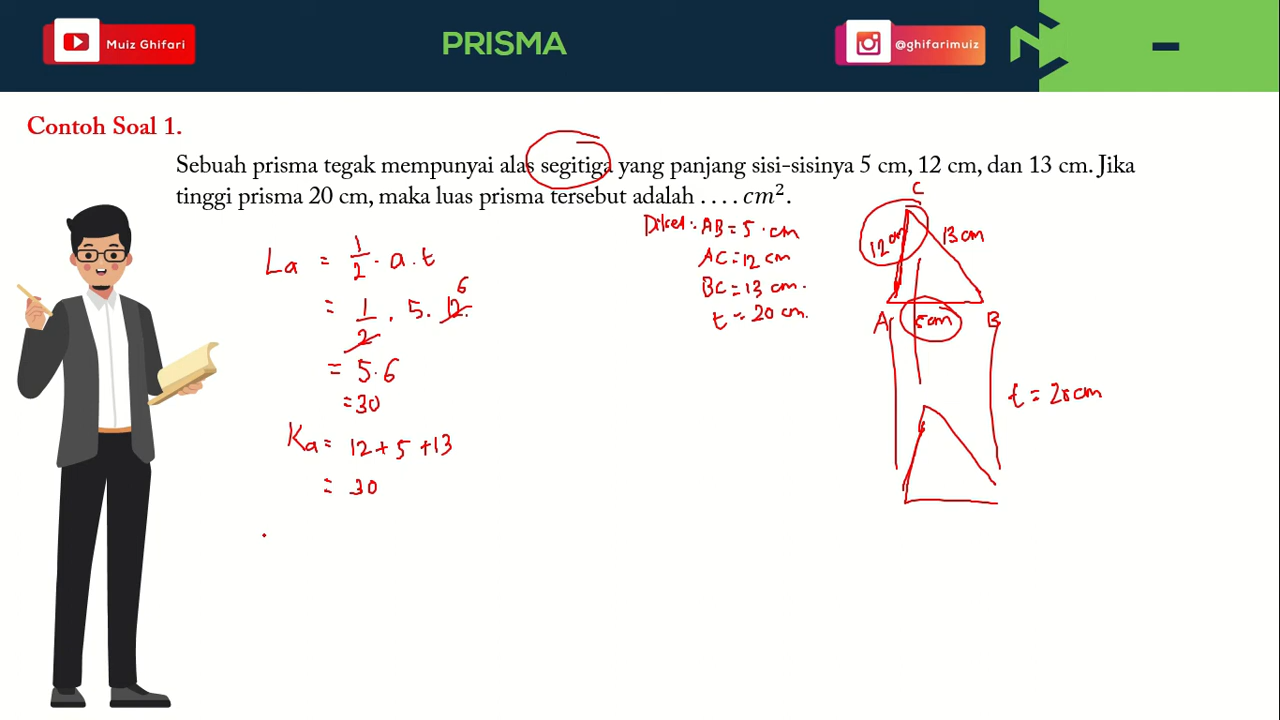 Muiz Ghifari
PRISMA
@ghifarimuiz
Contoh Soal 1.
Sebuah prisma tegak mempunyai alas segitiga yang panjang sisi-sisinya 5 cm, 12 cm, dan 13 cm. Jika
tinggi prisma 20 cm, maka luas prisma tersebut adalah . . . . cm².
La = 1/2 . a . t
= 1/2 . 5 . 12 6
= 5.6
= 30
Ka = 12 + 5 + 13
= 30
Diket : AB = 5 cm
AC = 12 cm
BC = 13 cm.
t = 20 cm.
C
12 cm
13 cm
A
5cm
B
t = 20 cm